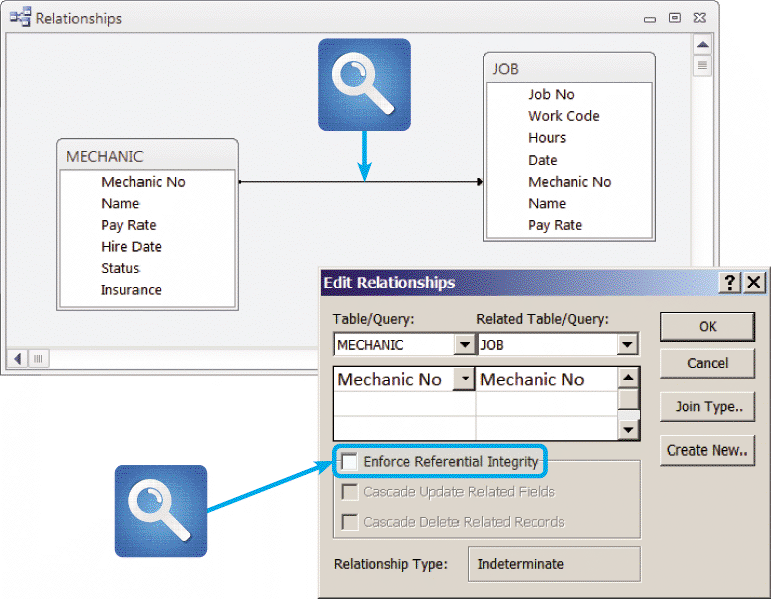 Relationships
MECHANIC
Mechanic No
Name
Pay Rate
Hire Date
Status
Insurance
JOB
Job No
Work Code
Hours
Date
Mechanic No
Name
Pay Rate
Edit Relationships
Table/Query: Related Table/Query:
MECHANIC JOB
Mechanic No Mechanic No
Enforce Referential Integrity
Cascade Update Related Fields
Cascade Delete Related Records
Relationship Type: Indeterminate
OK
Cancel
Join Type..
Create New..